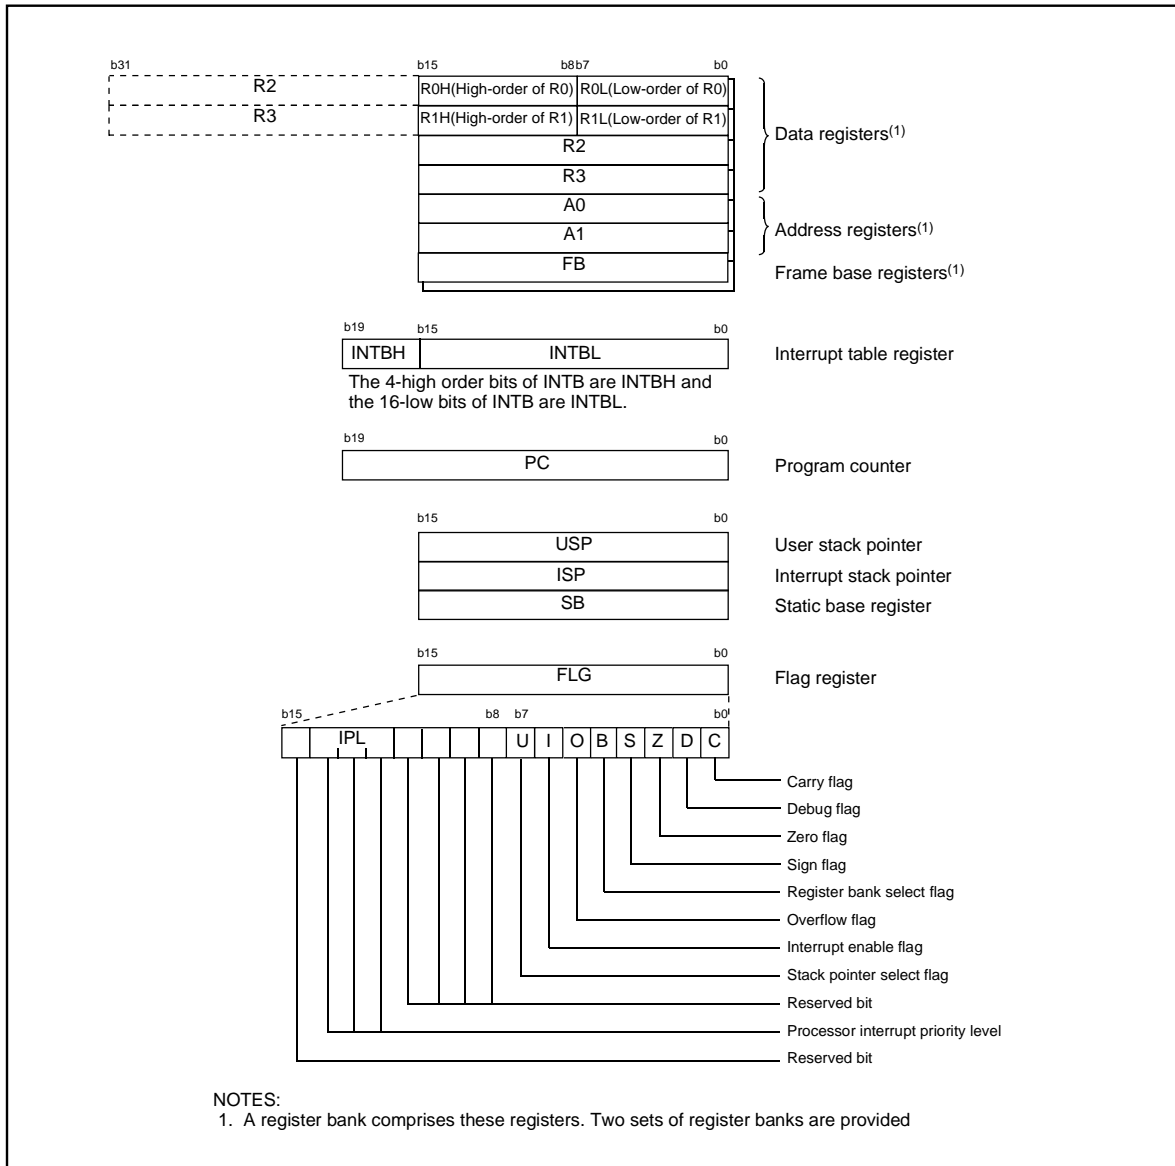 b31 b15 b8 b7 b0
R2 R0H(High-order of R0) R0L(Low-order of R0)
R3 R1H(High-order of R1) R1L(Low-order of R1)
Data registers(1)
R2
R3
A0
A1
Address registers(1)
FB
Frame base registers(1)
b19 b15 b0
INTBH INTBL Interrupt table register
The 4-high order bits of INTB are INTBH and
the 16-low bits of INTB are INTBL.
b19 b0
PC Program counter
b15 b0
USP User stack pointer
ISP Interrupt stack pointer
SB Static base register
b15 b0
FLG Flag register
b15 b8 b7 b0
IPL U I O B S Z D C
Carry flag
Debug flag
Zero flag
Sign flag
Register bank select flag
Overflow flag
Interrupt enable flag
Stack pointer select flag
Reserved bit
Processor interrupt priority level
Reserved bit
NOTES:
1. A register bank comprises these registers. Two sets of register banks are provided